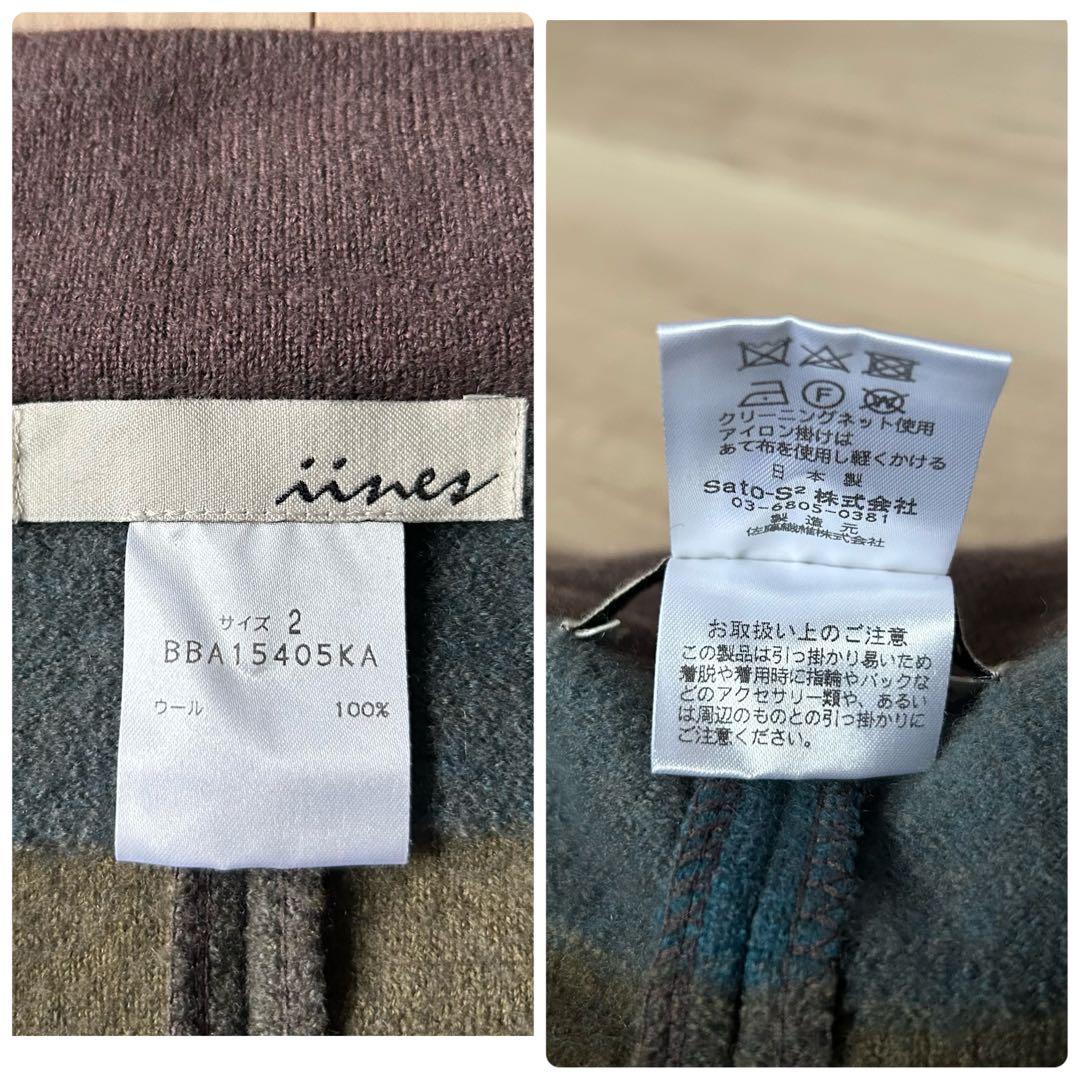 iines
サイズ 2
BBA15405KA
ウール 100%
F
W
クリーニングネット使用
アイロン掛けは
あて布を使用し軽くかける
日本製
Sato-S² 株式会社
03-6805-0381
製造元
佐藤繊維株式会社
お取扱い上のご注意
この製品は引っ掛かり易いため
着脱や着用時に指輪やバックな
どのアクセサリー類や、あるい
は周辺のものとの引っ掛かりに
ご注意ください。